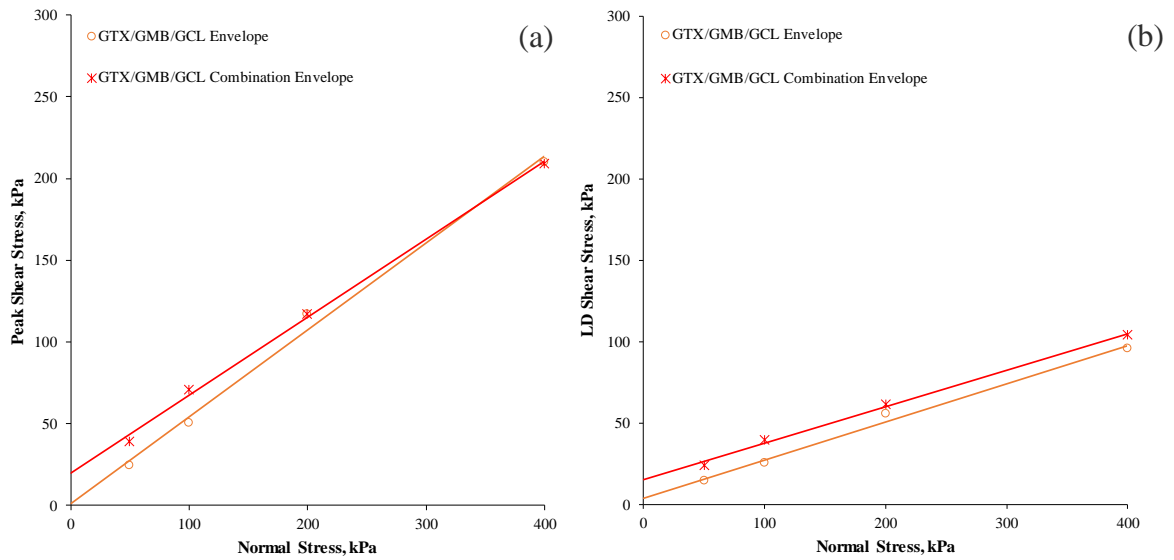 (a)
GTX/GMB/GCL Envelope
GTX/GMB/GCL Combination Envelope
Peak Shear Stress, kPa
300
250
200
150
100
50
0
0 100 200 300 400
Normal Stress, kPa
(b)
GTX/GMB/GCL Envelope
GTX/GMB/GCL Combination Envelope
LD Shear Stress, kPa
300
250
200
150
100
50
0
0 100 200 300 400
Normal Stress, kPa